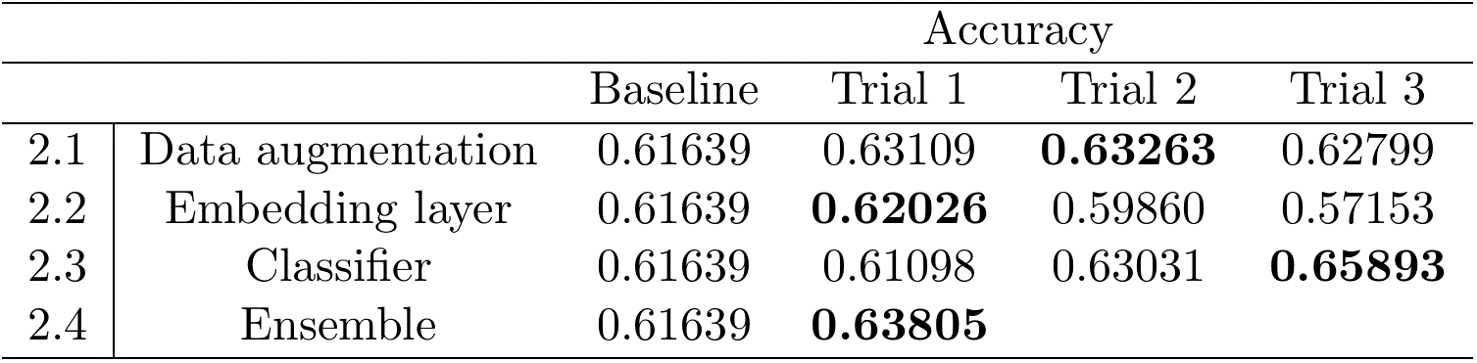 Accuracy
Baseline Trial 1 Trial 2 Trial 3
2.1 Data augmentation 0.61639 0.63109 0.63263 0.62799
2.2 Embedding layer 0.61639 0.62026 0.59860 0.57153
2.3 Classifier 0.61639 0.61098 0.63031 0.65893
2.4 Ensemble 0.61639 0.63805